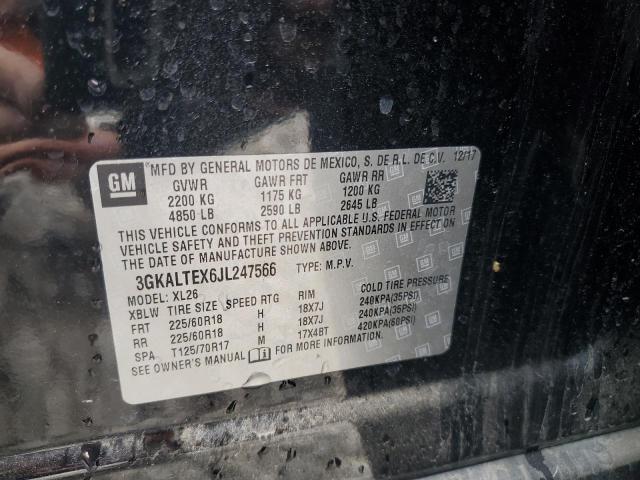 GM MFD BY GENERAL MOTORS DE MEXICO, S. DE R.L. DE C.V. 12/17
GVWR GAWR FRT GAWR RR
2200 KG 1175 KG 1200 KG
4850 LB 2590 LB 2645 LB
THIS VEHICLE CONFORMS TO ALL APPLICABLE U.S. FEDERAL MOTOR
VEHICLE SAFETY AND THEFT PREVENTION STANDARDS IN EFFECT ON
THE DATE OF MANUFACTURE SHOWN ABOVE.
3GKALTEX6JL247566 TYPE: M.P.V.
MODEL: XL26
XBLW TIRE SIZE SPEED RTG RIM COLD TIRE PRESSURE
FRT 225/60R18 H 18X7J 240KPA(35PSI)
RR 225/60R18 H 18X7J 240KPA(35PSI)
SPA T125/70R17 M 17X4BT 420KPA(60PSI)
SEE OWNER'S MANUAL FOR MORE INFORMATION.